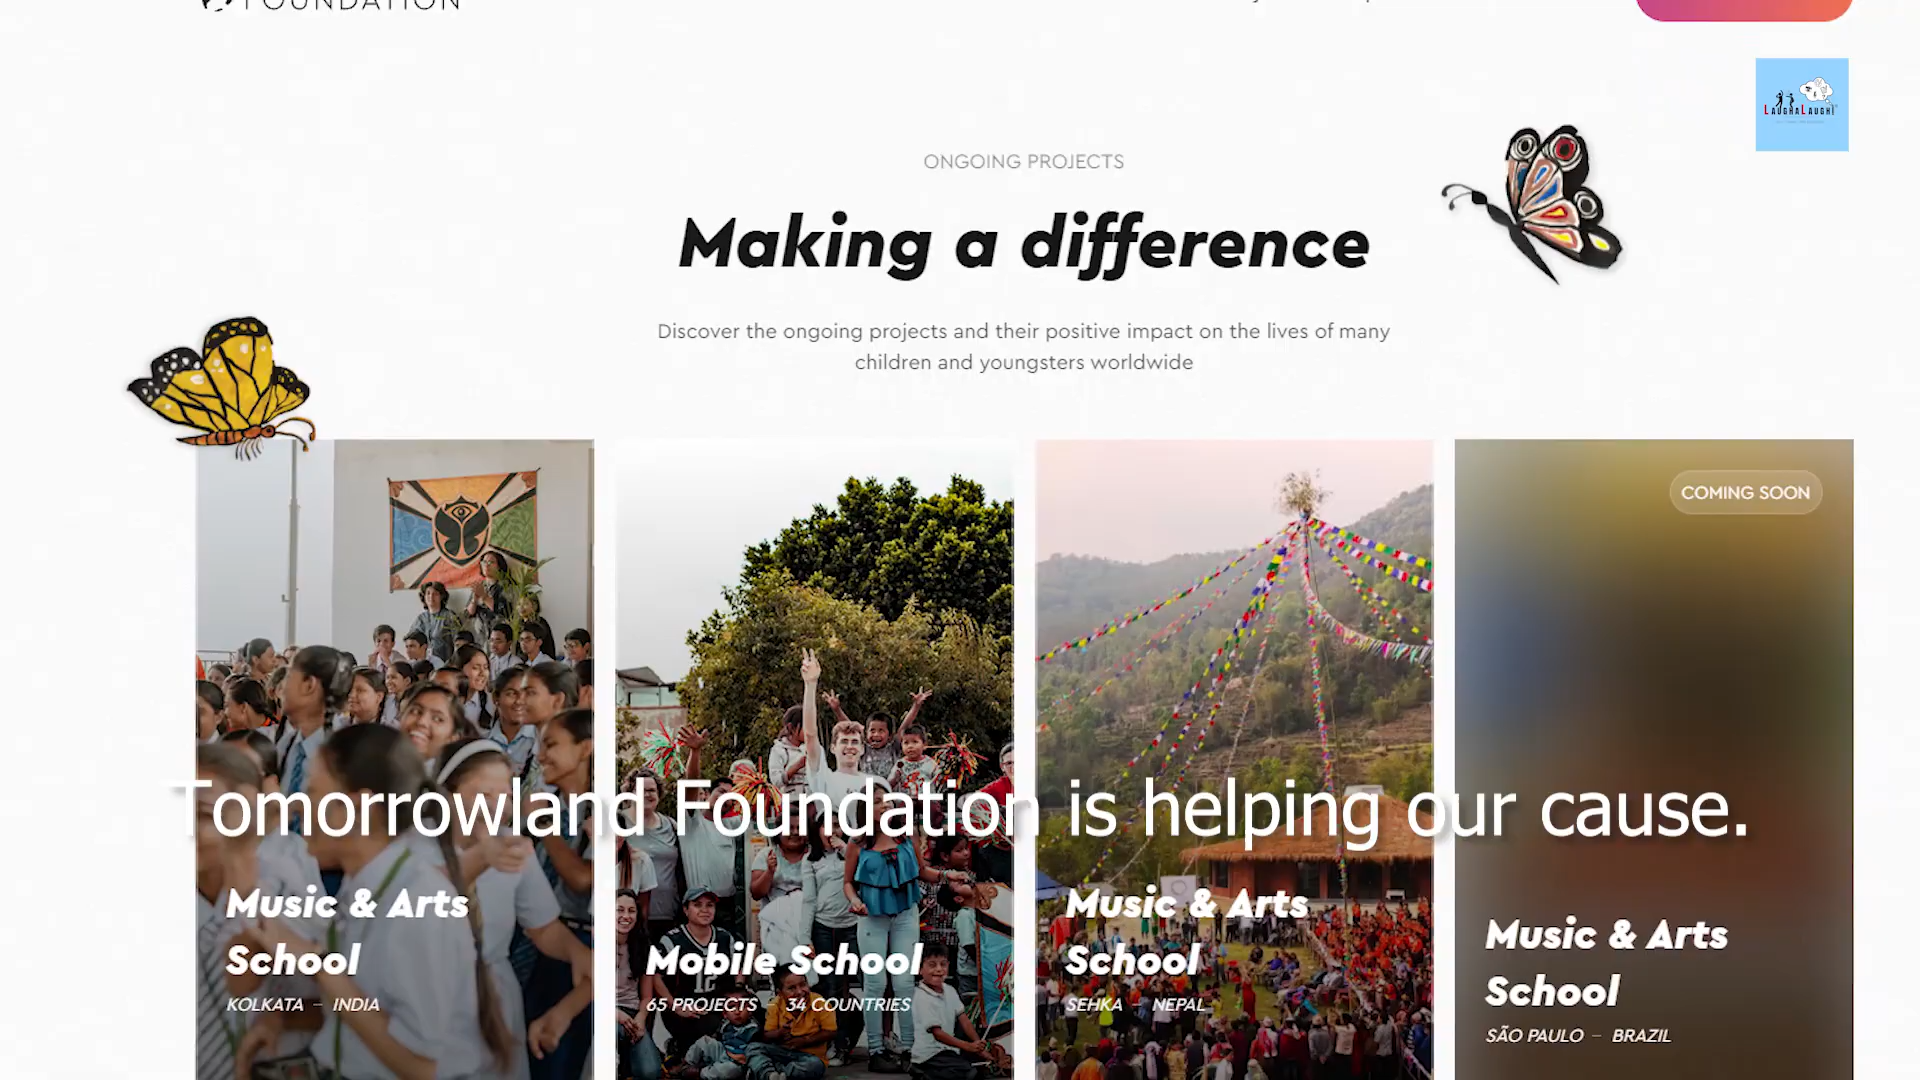 FOUNDATION
LAUGHALAUGH!
ONGOING PROJECTS
Making a difference
Discover the ongoing projects and their positive impact on the lives of many
children and youngsters worldwide
COMING SOON
Tomorrowland Foundation is helping our cause.
Music & Arts
School
KOLKATA – INDIA
Mobile School
65 PROJECTS – 34 COUNTRIES
Music & Arts
School
SEHKA – NEPAL
Music & Arts
School
SÃO PAULO – BRAZIL